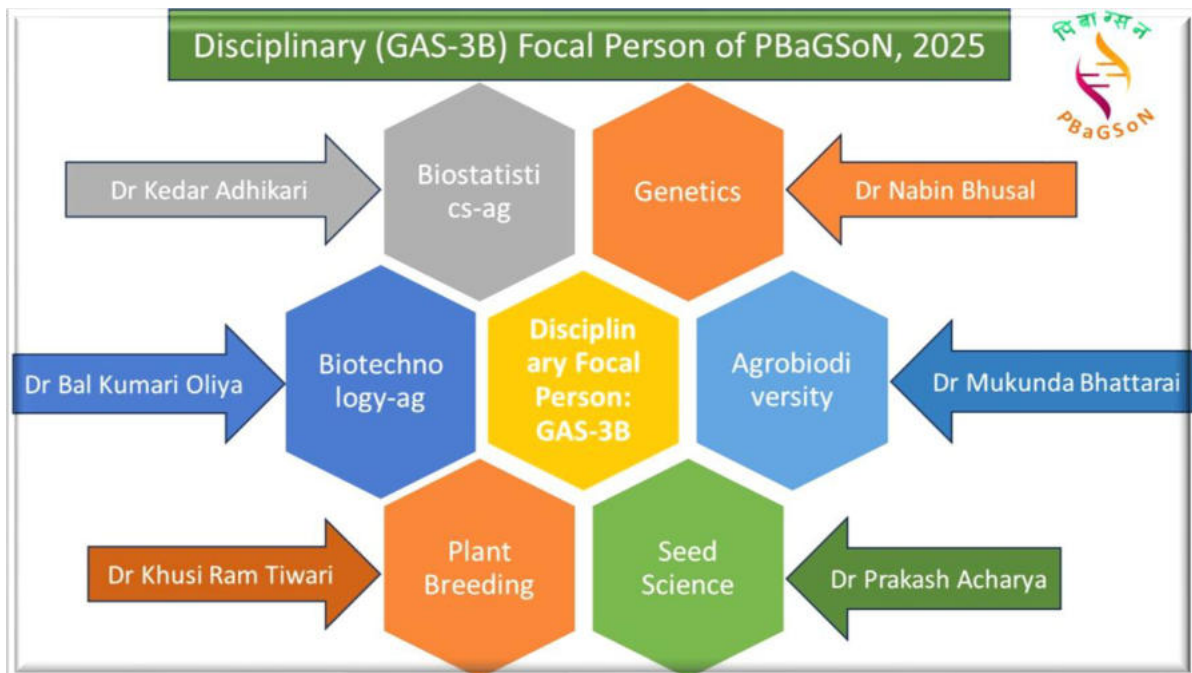 Disciplinary (GAS-3B) Focal Person of PBaGSoN, 2025
पिबाग्सन
PBaGSoN
Dr Kedar Adhikari
Biostatisti
cs-ag
Genetics
Dr Nabin Bhusal
Dr Bal Kumari Oliya
Biotechno
logy-ag
Disciplin
ary Focal
Person:
GAS-3B
Agrobiodi
versity
Dr Mukunda Bhattarai
Dr Khusi Ram Tiwari
Plant
Breeding
Seed
Science
Dr Prakash Acharya